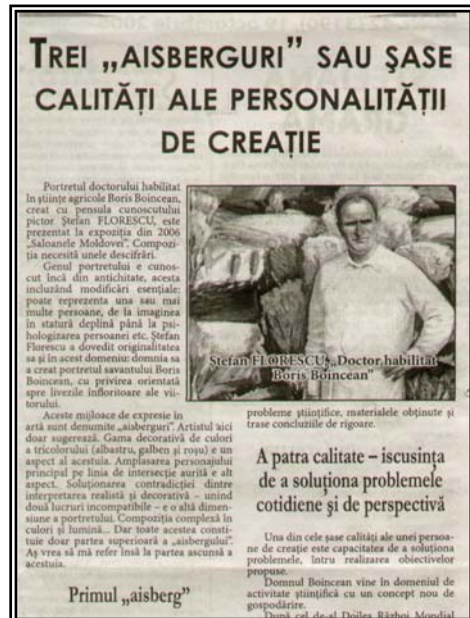 TREI „AISBERGURI” SAU ŞASE
CALITĂŢI ALE PERSONALITĂŢII
DE CREAŢIE
Portretul doctorului habilitat
în ştiinţe agricole Boris Boincean,
creat cu pensula cunoscutului
pictor Ştefan FLORESCU, este
prezentat la expoziţia din 2006
„Saloanele Moldovei”. Compozi-
ţia necesită unele descifrări.
Genul portretului e cunos-
cut încă din antichitate, acesta
incluzând modificări esenţiale:
poate reprezenta una sau mai
multe persoane, de la imaginea
în statură deplină până la psi-
hologizarea persoanei etc. Ştefan
Florescu a dovedit originalitatea
sa şi în acest domeniu: domnia sa
a creat portretul savantului Boris
Boincean, cu privirea orientată
spre livezile înfloritoare ale vii-
torului.
Aceste mijloace de expresie în
artă sunt denumite „aisberguri”. Artistul aici
doar sugerează. Gama decorativă de culori
a tricolorului (albastru, galben şi roşu) e un
aspect al acestuia. Amplasarea personajului
principal pe linia de intersecţie aurită e alt
aspect. Soluţionarea contradicţiei dintre
interpretarea realistă şi decorativă – unind
două lucruri incompatibile – e o altă dimen-
siune a portretului. Compoziţia complexă în
culori şi lumină... Dar toate acestea consti-
tuie doar partea superioară a „aisbergului”.
Aş vrea să mă refer însă la partea ascunsă a
acestuia.
Primul „aisberg”
Ştefan FLORESCU, „Doctor habilitat
Boris Boincean”
probleme ştiinţifice, materialele obţinute şi
trase concluziile de rigoare.
A patra calitate – iscusinţa
de a soluţiona problemele
cotidiene şi de perspectivă
Una din cele şase calităţi ale unei persoa-
ne de creaţie este capacitatea de a soluţiona
problemele, întru realizarea obiectivelor
propuse.
Domnul Boincean vine în domeniul de
activitate ştiinţifică cu un concept nou de
gospodărire.
După cel de-al Doilea Război Mondial